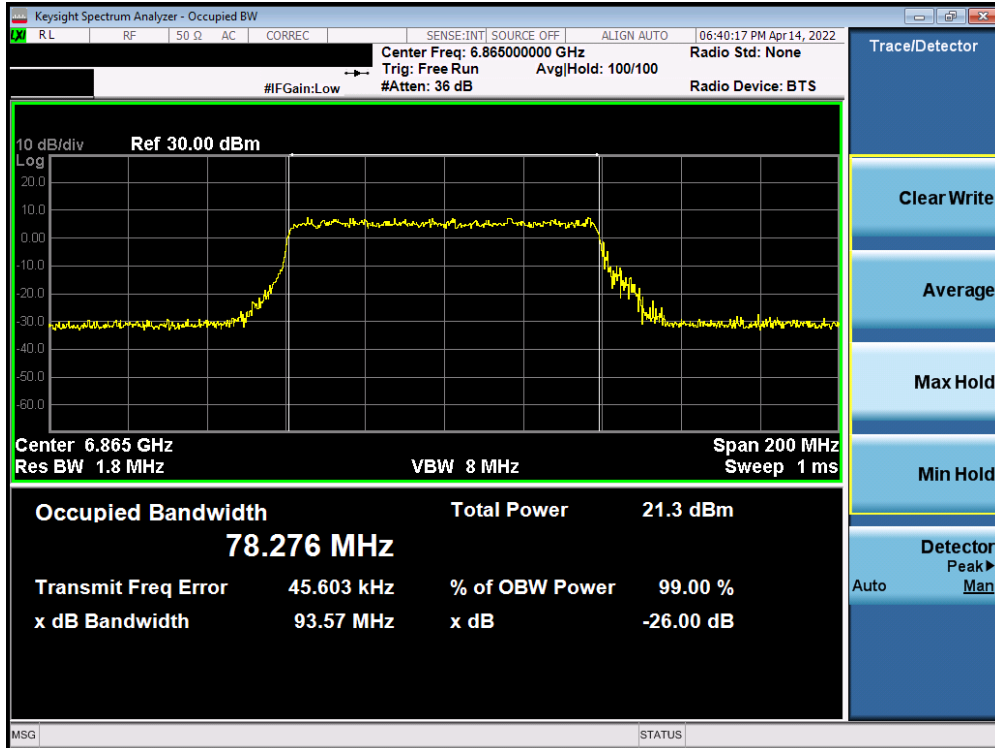 Keysight Spectrum Analyzer - Occupied BW
LXI RL RF 50 Ω AC CORREC SENSE:INT SOURCE OFF ALIGN AUTO 06:40:17 PM Apr 14, 2022
Center Freq: 6.865000000 GHz Radio Std: None
Trig: Free Run Avg|Hold: 100/100
#IFGain:Low #Atten: 36 dB Radio Device: BTS
10 dB/div Ref 30.00 dBm
Log
20.0
10.0
0.00
-10.0
-20.0
-30.0
-40.0
-50.0
-60.0
Center 6.865 GHz Span 200 MHz
Res BW 1.8 MHz VBW 8 MHz Sweep 1 ms
Occupied Bandwidth Total Power 21.3 dBm
78.276 MHz
Transmit Freq Error 45.603 kHz % of OBW Power 99.00 %
x dB Bandwidth 93.57 MHz x dB -26.00 dB
Trace/Detector
Clear Write
Average
Max Hold
Min Hold
Detector
Peak▶
Auto Man
MSG STATUS